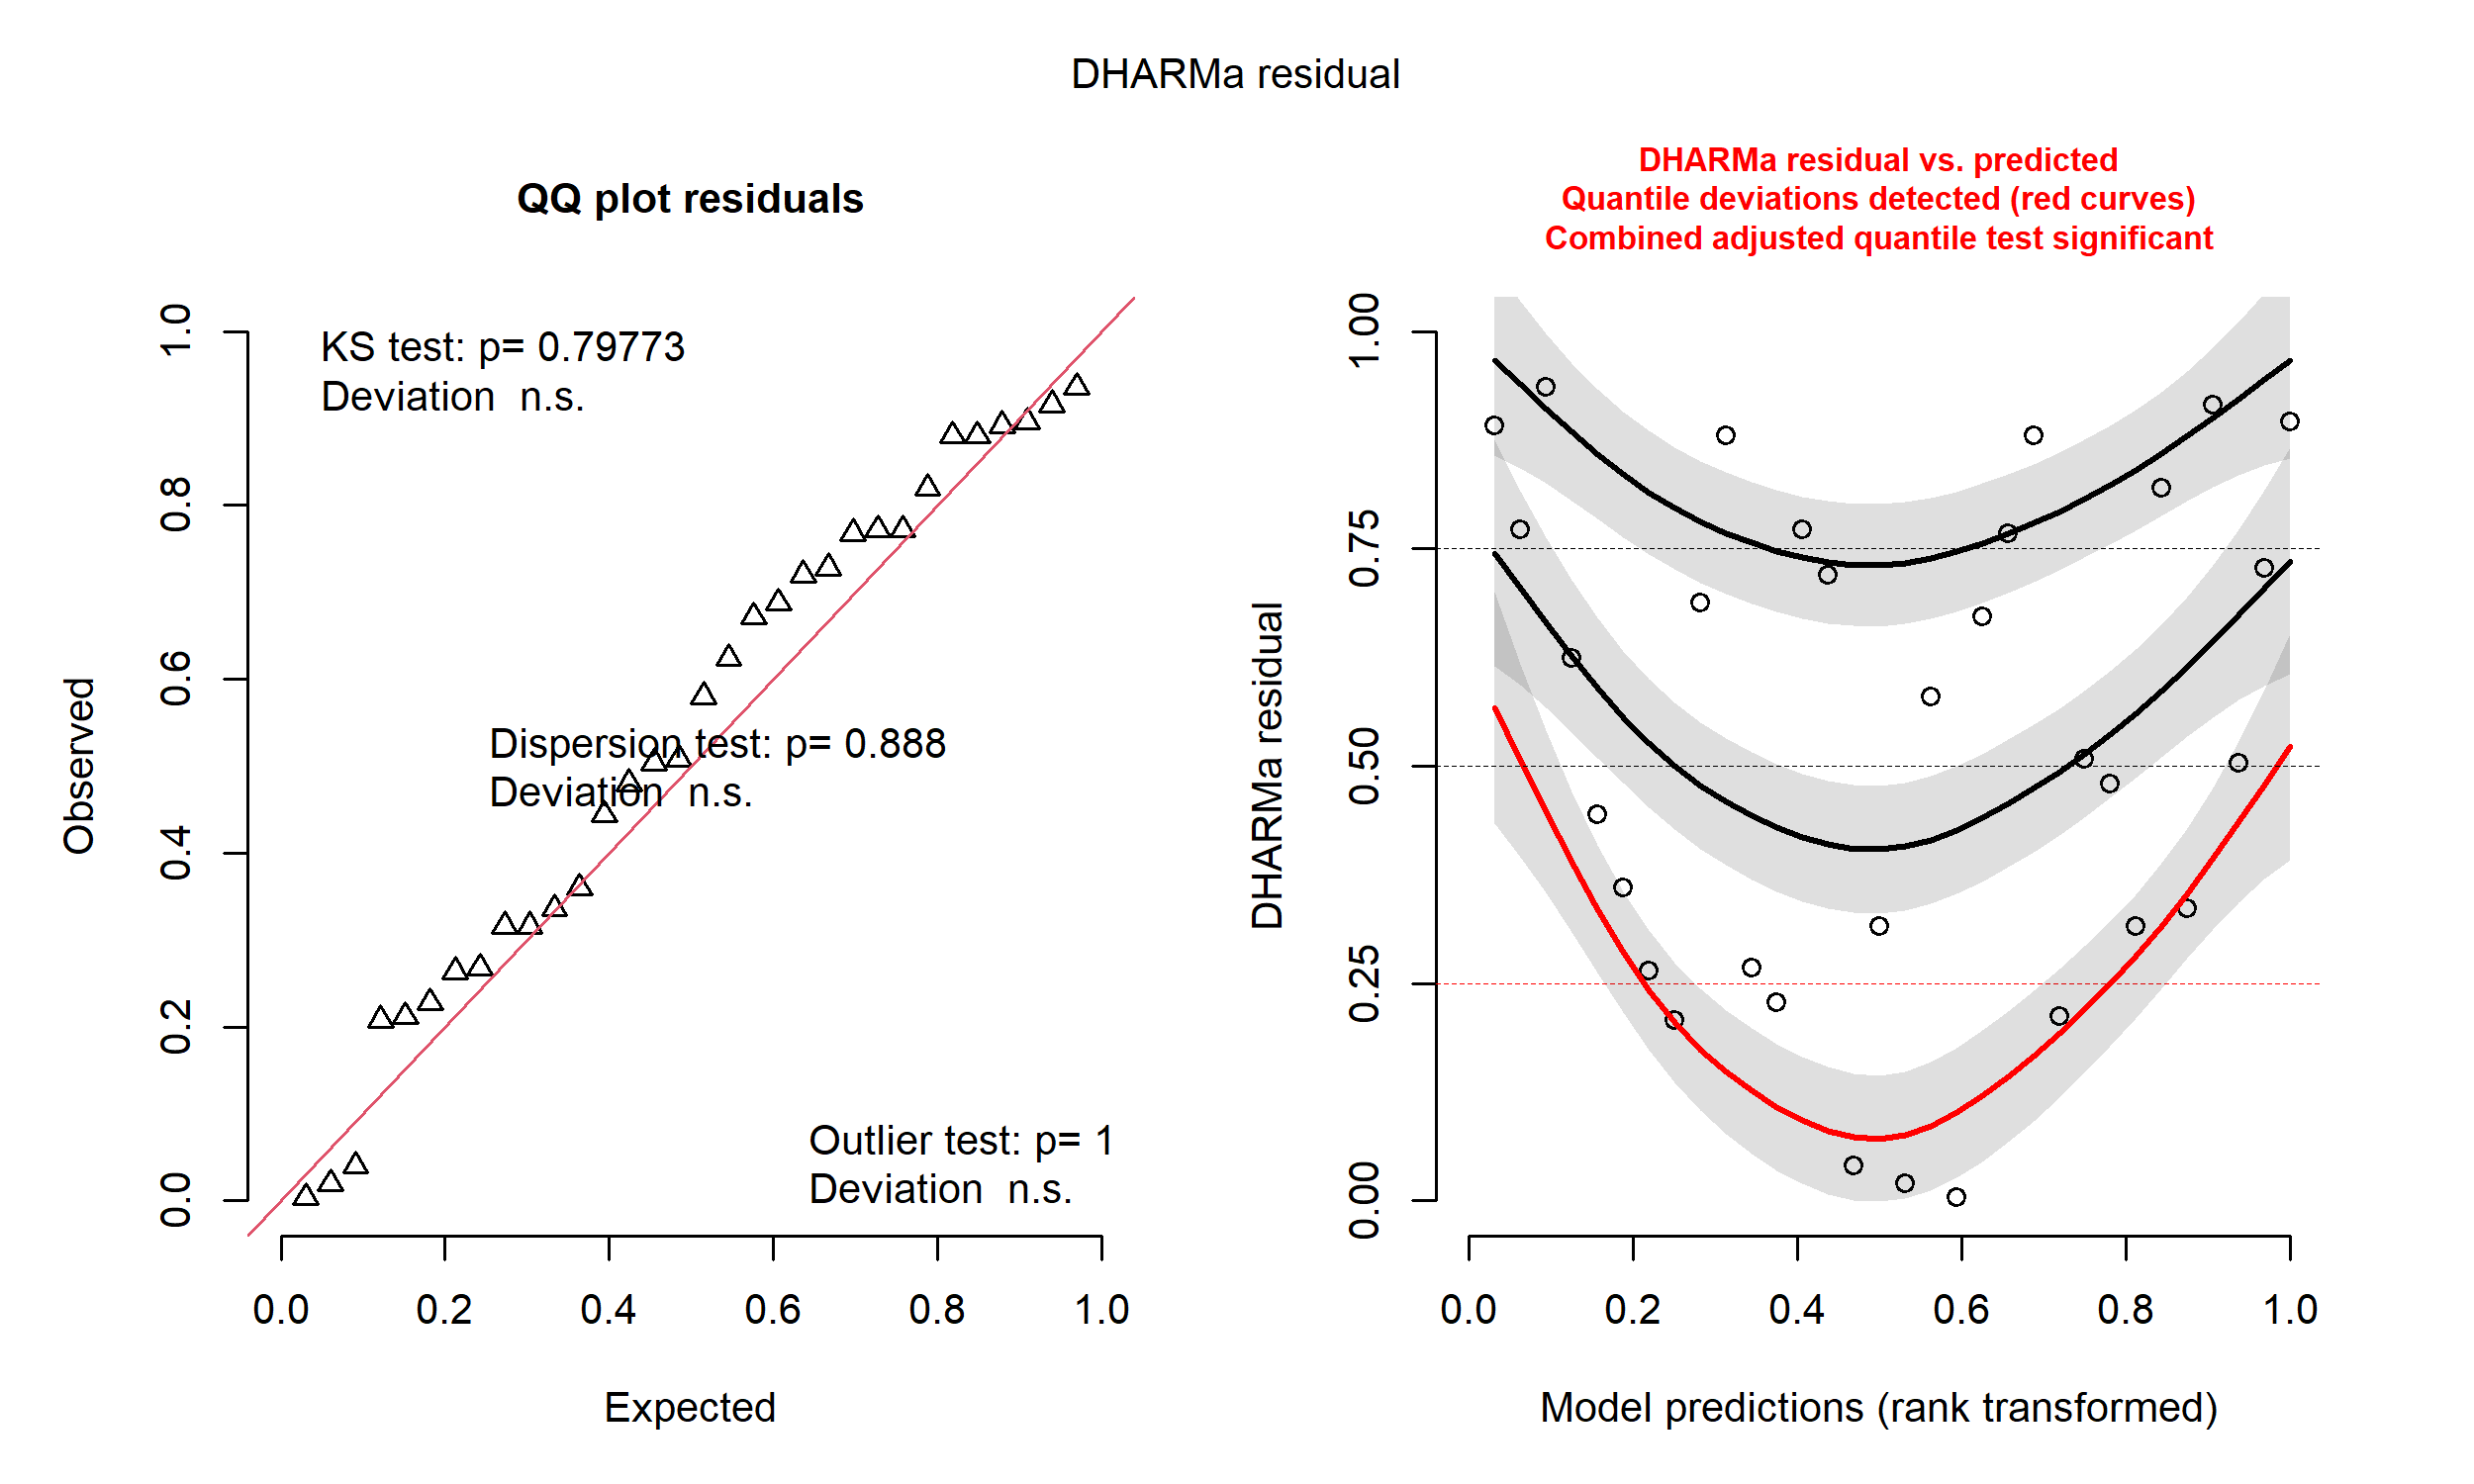 DHARMa residual
QQ plot residuals
KS test: p= 0.79773
Deviation  n.s.
Dispersion test: p= 0.888
Deviation  n.s.
Outlier test: p= 1
Deviation  n.s.
Observed
0.0
0.2
0.4
0.6
0.8
1.0
0.0
0.2
0.4
0.6
0.8
1.0
Expected
DHARMa residual vs. predicted
Quantile deviations detected (red curves)
Combined adjusted quantile test significant
DHARMa residual
0.00
0.25
0.50
0.75
1.00
0.0
0.2
0.4
0.6
0.8
1.0
Model predictions (rank transformed)